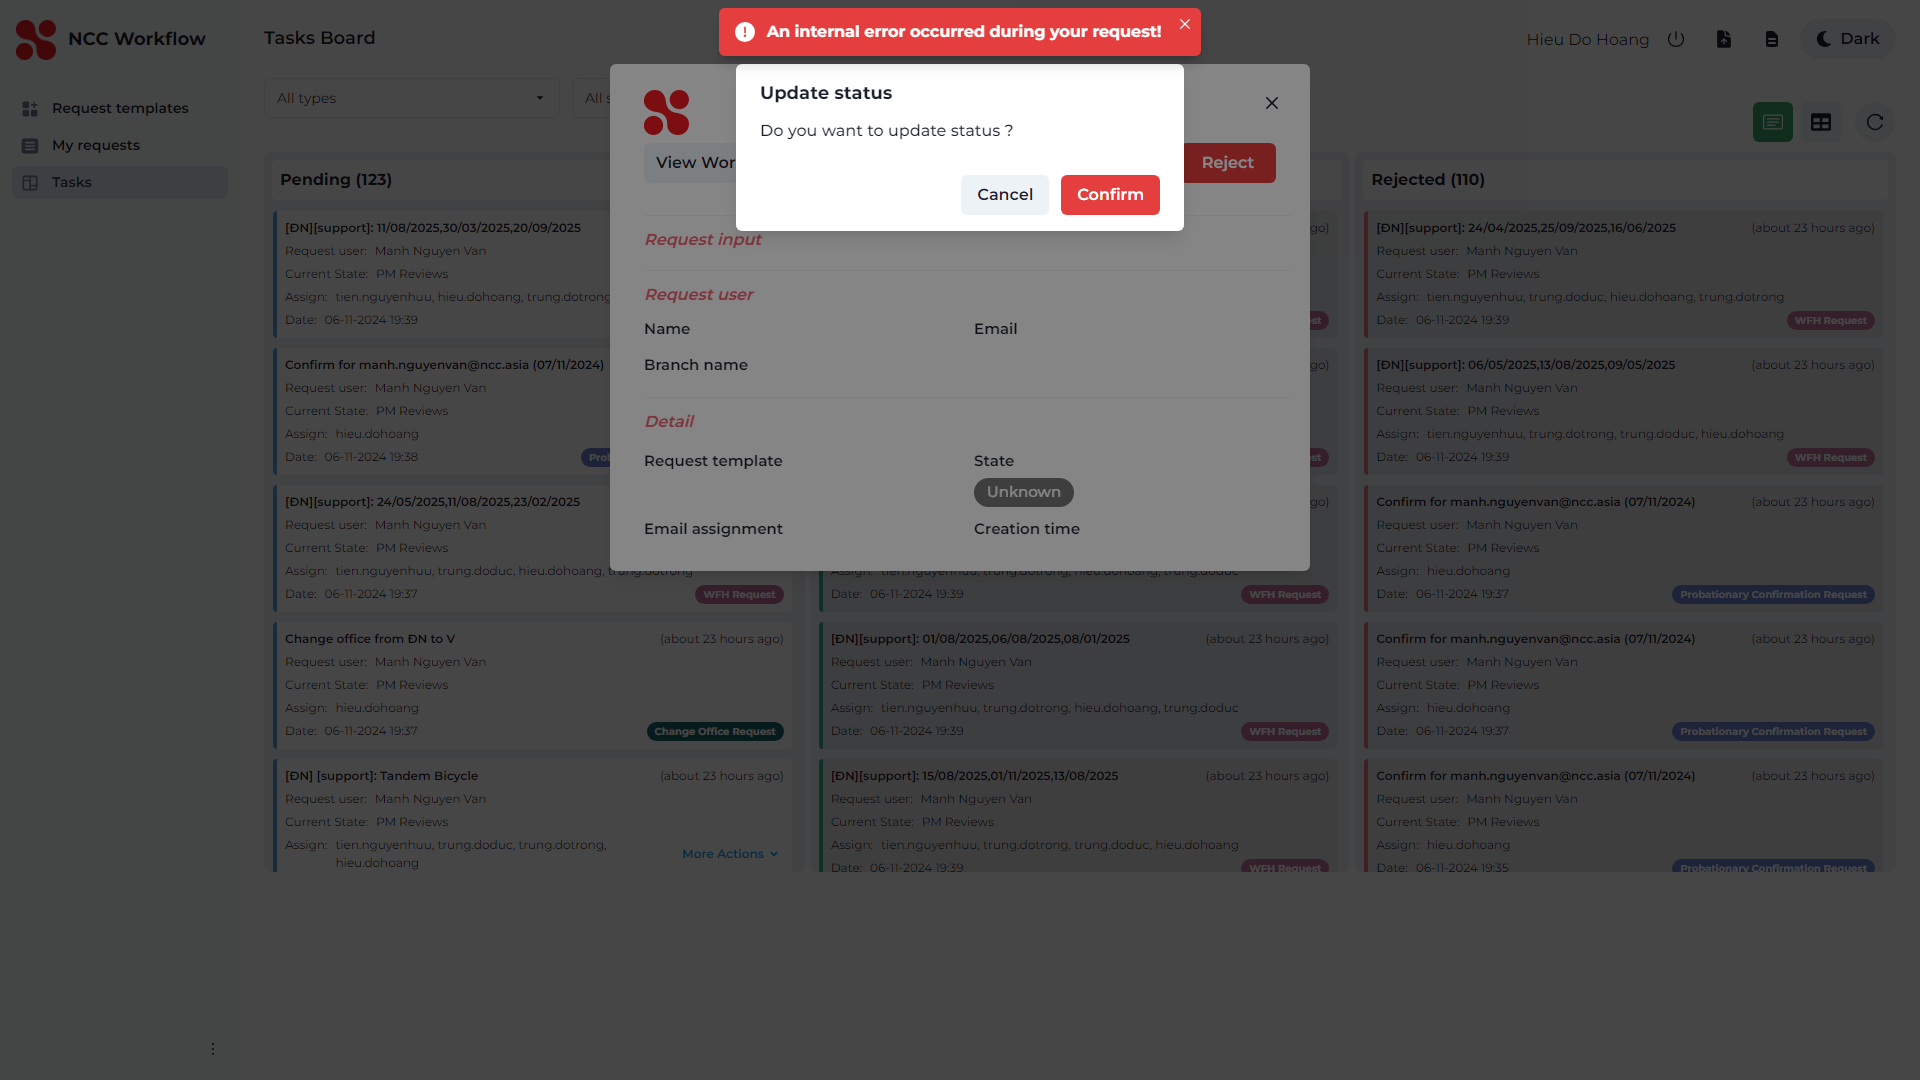 NCC Workflow
Request templates
My requests
Tasks
Tasks Board
An internal error occurred during your request!
Hieu Do Hoang
Dark
All types
All s
Update status
Do you want to update status ?
Cancel
Confirm
View Wor
Reject
Request input
Request user
Name
Email
Branch name
Detail
Request template
State
Unknown
Email assignment
Creation time
Pending (123)
[ĐN][support]: 11/08/2025,30/03/2025,20/09/2025
Request user: Manh Nguyen Van
Current State: PM Reviews
Assign: tien.nguyenhuu, hieu.dohoang, trung.dotrong
Date: 06-11-2024 19:39
Confirm for manh.nguyenvan@ncc.asia (07/11/2024)
Request user: Manh Nguyen Van
Current State: PM Reviews
Assign: hieu.dohoang
Date: 06-11-2024 19:38
Prol
[ĐN][support]: 24/05/2025,11/08/2025,23/02/2025
Request user: Manh Nguyen Van
Current State: PM Reviews
Assign: tien.nguyenhuu, trung.doduc, hieu.dohoang, trung.dotrong
Date: 06-11-2024 19:37
WFH Request
Change office from ĐN to V
(about 23 hours ago)
Request user: Manh Nguyen Van
Current State: PM Reviews
Assign: hieu.dohoang
Date: 06-11-2024 19:37
Change Office Request
[ĐN] [support]: Tandem Bicycle
(about 23 hours ago)
Request user: Manh Nguyen Van
Current State: PM Reviews
Assign: tien.nguyenhuu, trung.doduc, trung.dotrong,
hieu.dohoang
More Actions
go)
st
go)
st
go)
Assign: tien.nguyenhuu, trung.dotrong, hieu.dohoang, trung.doduc
Date: 06-11-2024 19:39
WFH Request
[ĐN][support]: 01/08/2025,06/08/2025,08/01/2025
(about 23 hours ago)
Request user: Manh Nguyen Van
Current State: PM Reviews
Assign: tien.nguyenhuu, trung.dotrong, hieu.dohoang, trung.doduc
Date: 06-11-2024 19:39
WFH Request
[ĐN][support]: 15/08/2025,01/11/2025,13/08/2025
(about 23 hours ago)
Request user: Manh Nguyen Van
Current State: PM Reviews
Assign: tien.nguyenhuu, trung.dotrong, trung.doduc, hieu.dohoang
Date: 06-11-2024 19:39
WFH Request
Rejected (110)
[ĐN][support]: 24/04/2025,25/09/2025,16/06/2025
(about 23 hours ago)
Request user: Manh Nguyen Van
Current State: PM Reviews
Assign: tien.nguyenhuu, trung.doduc, hieu.dohoang, trung.dotrong
Date: 06-11-2024 19:39
WFH Request
[ĐN][support]: 06/05/2025,13/08/2025,09/05/2025
(about 23 hours ago)
Request user: Manh Nguyen Van
Current State: PM Reviews
Assign: tien.nguyenhuu, trung.dotrong, trung.doduc, hieu.dohoang
Date: 06-11-2024 19:39
WFH Request
Confirm for manh.nguyenvan@ncc.asia (07/11/2024)
(about 23 hours ago)
Request user: Manh Nguyen Van
Current State: PM Reviews
Assign: hieu.dohoang
Date: 06-11-2024 19:37
Probationary Confirmation Request
Confirm for manh.nguyenvan@ncc.asia (07/11/2024)
(about 23 hours ago)
Request user: Manh Nguyen Van
Current State: PM Reviews
Assign: hieu.dohoang
Date: 06-11-2024 19:37
Probationary Confirmation Request
Confirm for manh.nguyenvan@ncc.asia (07/11/2024)
(about 23 hours ago)
Request user: Manh Nguyen Van
Current State: PM Reviews
Assign: hieu.dohoang
Date: 06-11-2024 19:35
Probationary Confirmation Request